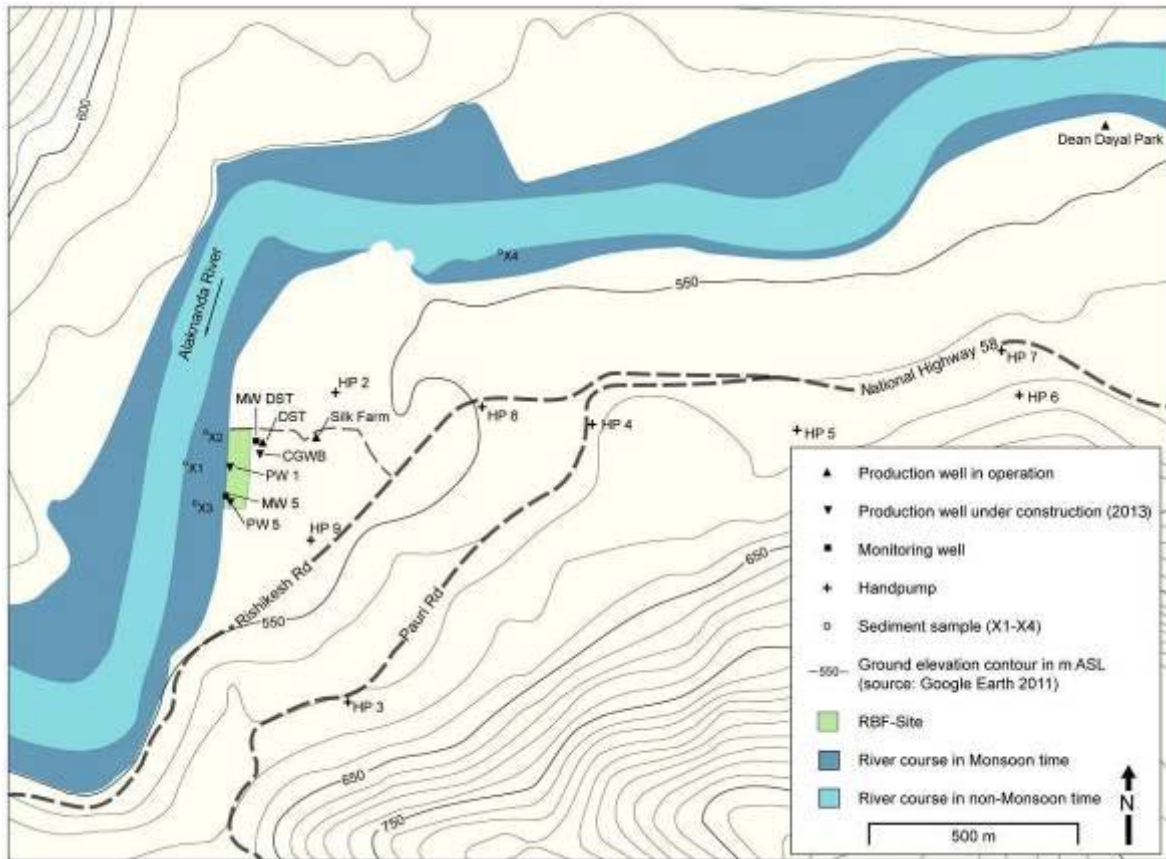 600
Dean Dayal Park
°X4
550
Alaknanda River
HP 2
MW DST
DST
Silk Farm
°X2
CGWB
°X1
PW 1
MW 5
°X3
PW 5
HP 9
HP 8
HP 4
HP 5
National Highway 58
HP 7
HP 6
Rishikesh Rd
550
Pauri Rd
HP 3
650
650
750
Production well in operation
Production well under construction (2013)
Monitoring well
Handpump
Sediment sample (X1-X4)
550
Ground elevation contour in m ASL
(source: Google Earth 2011)
RBF-Site
River course in Monsoon time
River course in non-Monsoon time
N
500 m